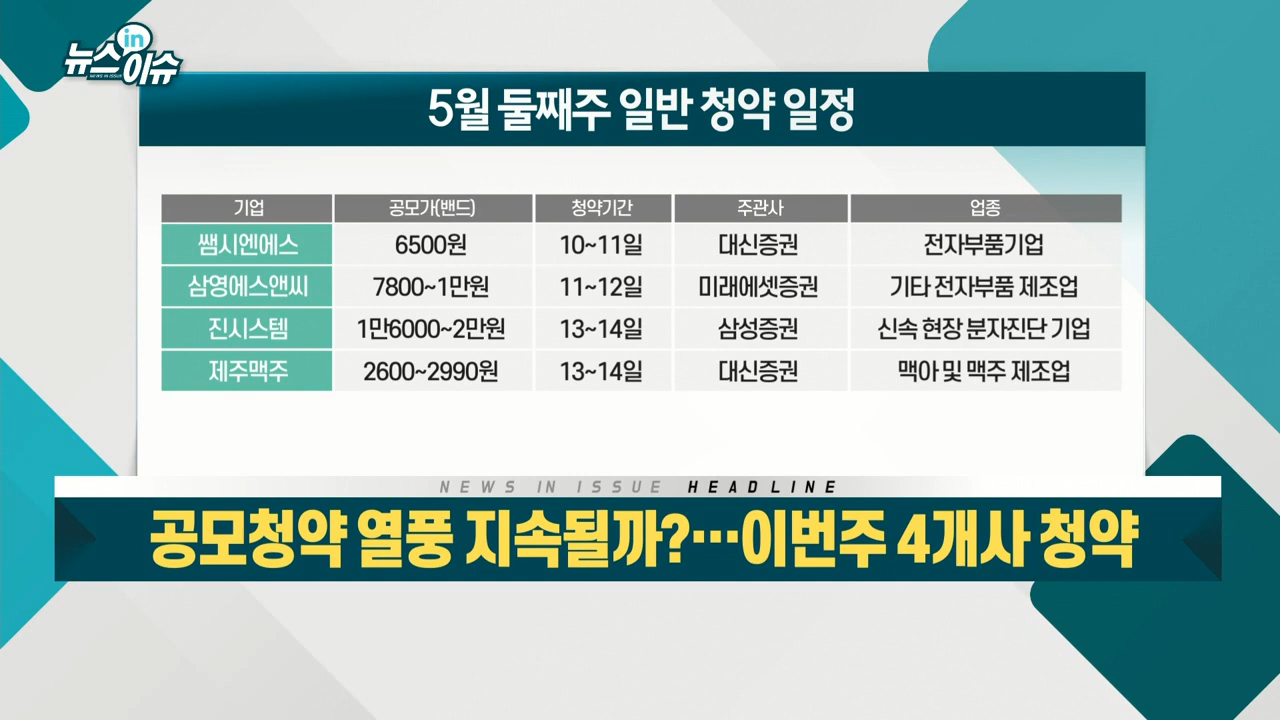 뉴스in이슈
NEWS IN ISSUE
5월 둘째주 일반 청약 일정
기업 공모가(밴드) 청약기간 주관사 업종
쌤시엔에스 6500원 10~11일 대신증권 전자부품기업
삼영에스앤씨 7800~1만원 11~12일 미래에셋증권 기타 전자부품 제조업
진시스템 1만6000~2만원 13~14일 삼성증권 신속 현장 분자진단 기업
제주맥주 2600~2990원 13~14일 대신증권 맥아 및 맥주 제조업
NEWS IN ISSUE HEADLINE
공모청약 열풍 지속될까?…이번주 4개사 청약